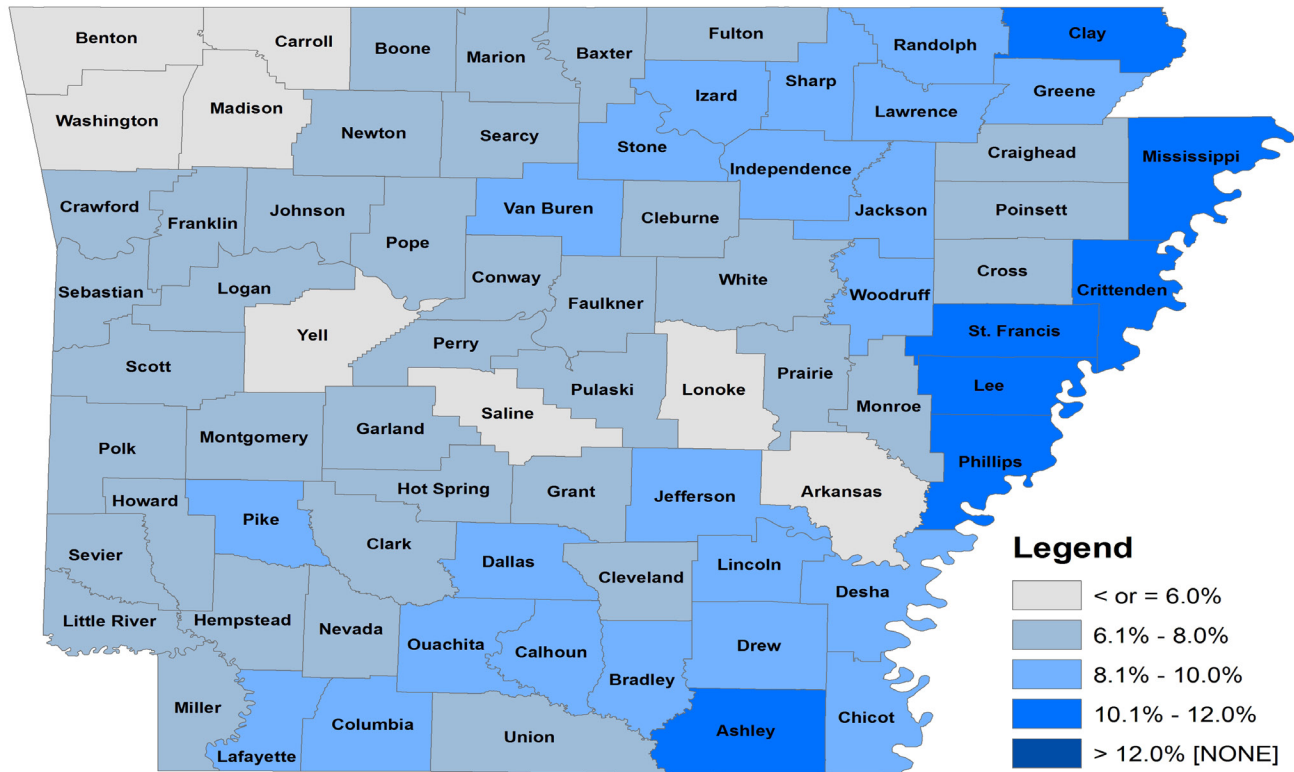 Benton
Carroll
Boone
Marion
Baxter
Fulton
Randolph
Clay
Sharp
Izard
Greene
Lawrence
Washington
Madison
Newton
Searcy
Stone
Independence
Craighead
Mississippi
Crawford
Franklin
Johnson
Pope
Van Buren
Cleburne
Jackson
Poinsett
Sebastian
Logan
Conway
Faulkner
White
Woodruff
Cross
Crittenden
Yell
Perry
St. Francis
Scott
Saline
Pulaski
Lonoke
Prairie
Monroe
Lee
Polk
Montgomery
Garland
Phillips
Howard
Pike
Hot Spring
Grant
Jefferson
Arkansas
Sevier
Clark
Dallas
Cleveland
Lincoln
Desha
Little River
Hempstead
Nevada
Ouachita
Calhoun
Bradley
Drew
Miller
Lafayette
Columbia
Union
Ashley
Chicot
Legend
< or = 6.0%
6.1% - 8.0%
8.1% - 10.0%
10.1% - 12.0%
> 12.0% [NONE]